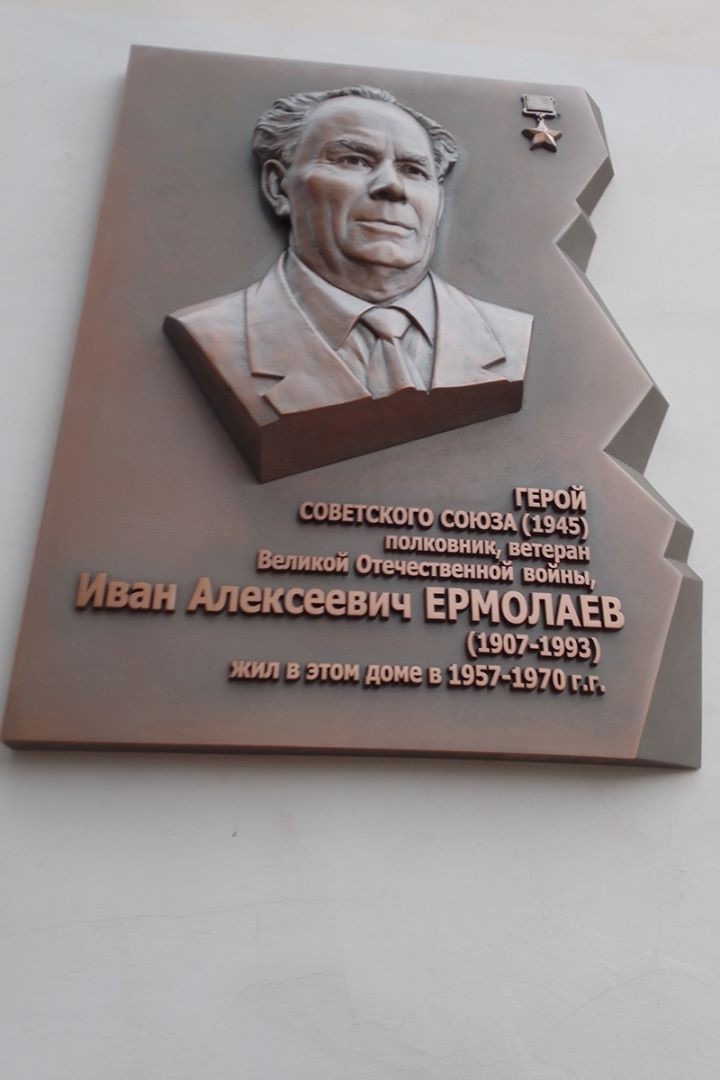 ГЕРОЙ
СОВЕТСКОГО СОЮЗА (1945)
полковник, ветеран
Великой Отечественной войны,
Иван Алексеевич ЕРМОЛАЕВ
(1907-1993)
жил в этом доме в 1957-1970 г.г.